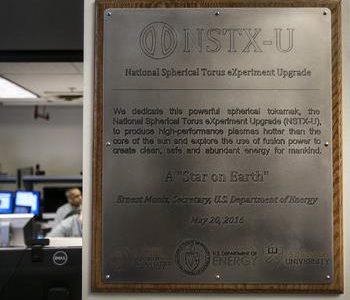 NSTX-U
National Spherical Torus eXperiment Upgrade
We dedicate this powerful spherical tokamak, the
National Spherical Torus eXperiment Upgrade (NSTX-U),
to produce high-performance plasmas hotter than the
core of the sun and explore the use of fusion power to
create clean, safe and abundant energy for mankind.
A "Star on Earth"
Ernest Moniz, Secretary, U.S. Department of Energy
May 20, 2016
U.S. DEPARTMENT OF
ENERGY
UNIVERSITY
DELL